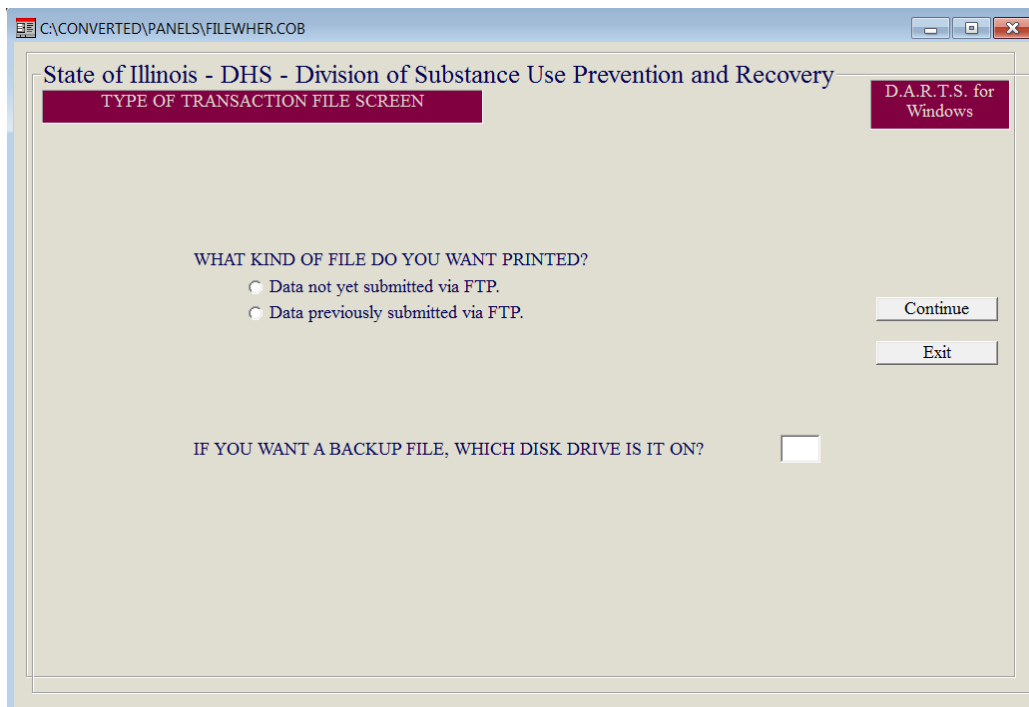 C:\CONVERTED\PANELS\FILEWHER.COB
State of Illinois - DHS - Division of Substance Use Prevention and Recovery
TYPE OF TRANSACTION FILE SCREEN
D.A.R.T.S. for
Windows
WHAT KIND OF FILE DO YOU WANT PRINTED?
Data not yet submitted via FTP.
Data previously submitted via FTP.
Continue
Exit
IF YOU WANT A BACKUP FILE, WHICH DISK DRIVE IS IT ON?